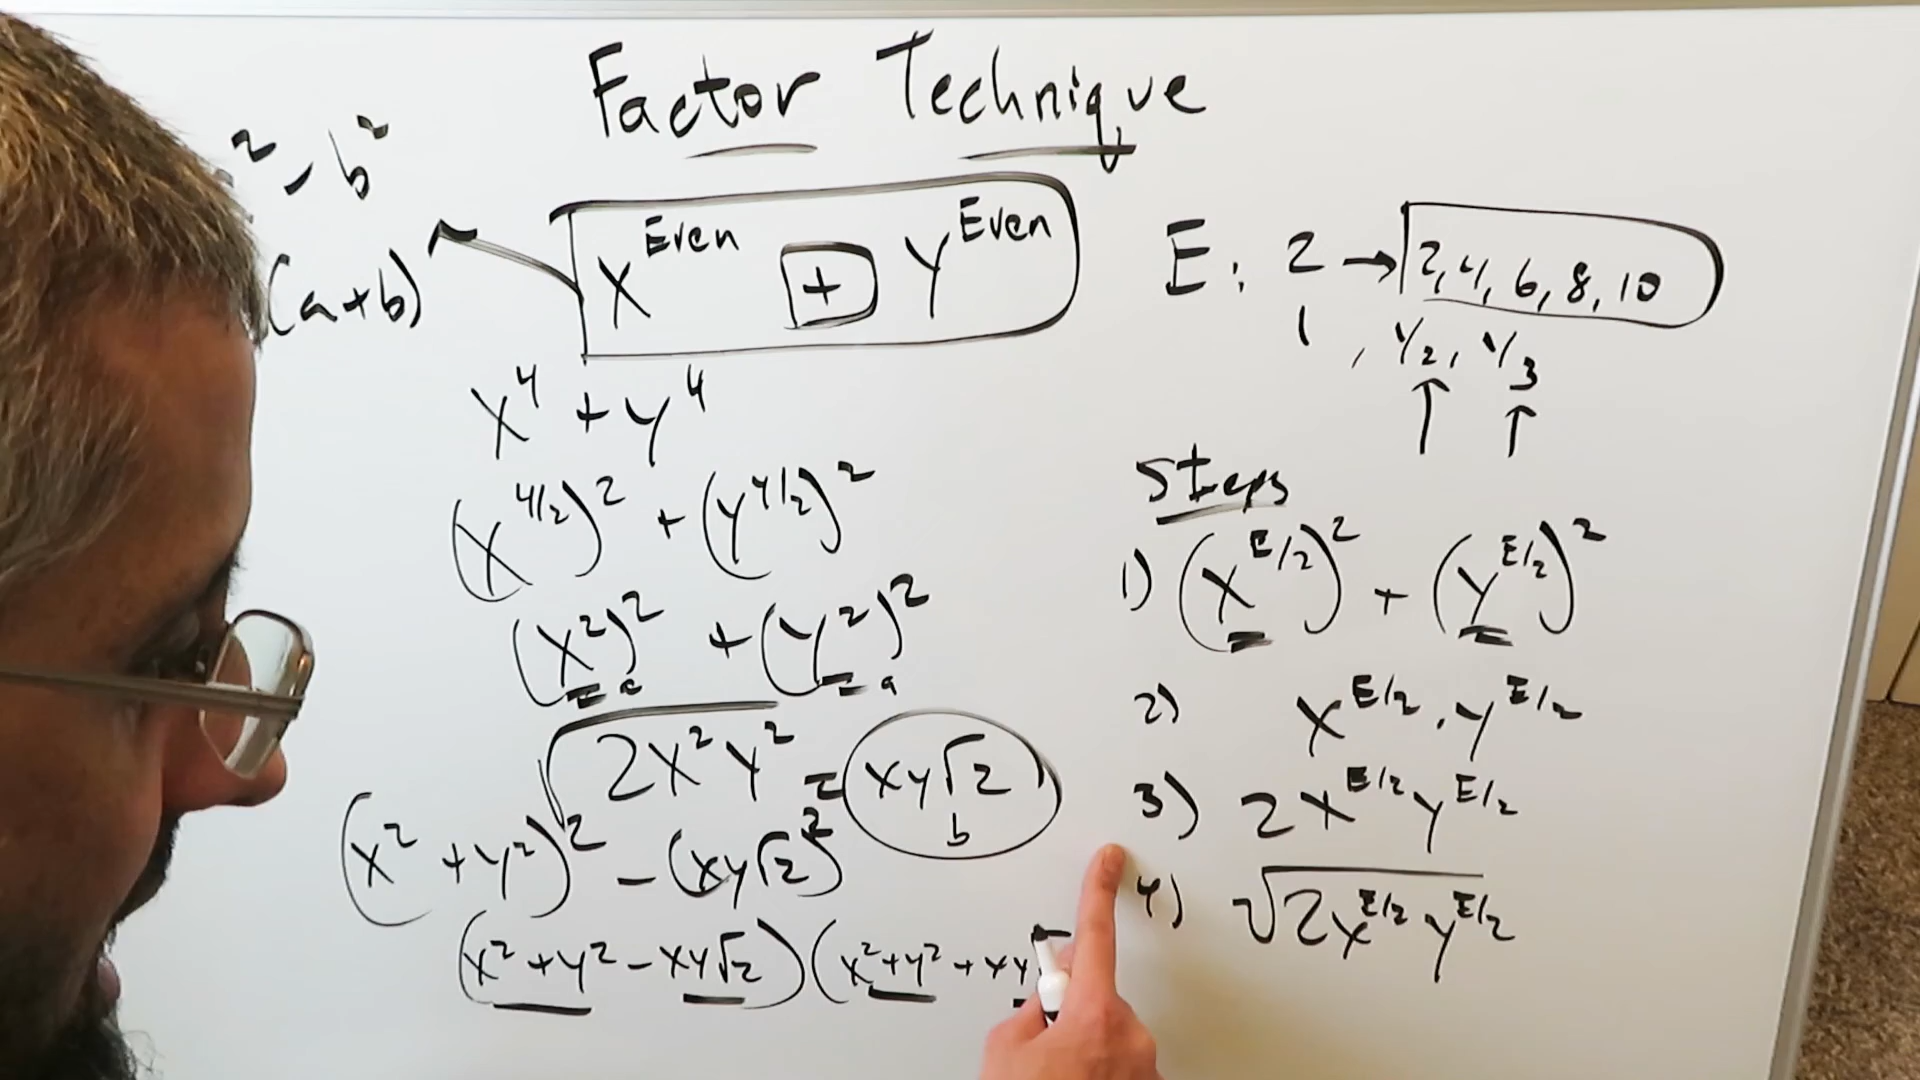 Factor Technique
² - b²
(a+b)
X^Even + Y^Even
E: 2 → 2, 4, 6, 8, 10
1, 1/2, 1/3
x⁴ + y⁴
(x^4/2)² + (y^4/2)²
(x²)² + (y²)²
a
√2x²y² = xy√2
b
(x² + y²)² - (xy√2)²
(x² + y² - xy√2)(x² + y² + xy
Steps
1) (x^E/2)² + (y^E/2)²
2) x^E/2 · y^E/2
3) 2x^E/2 y^E/2
4) √2x^E/2 y^E/2